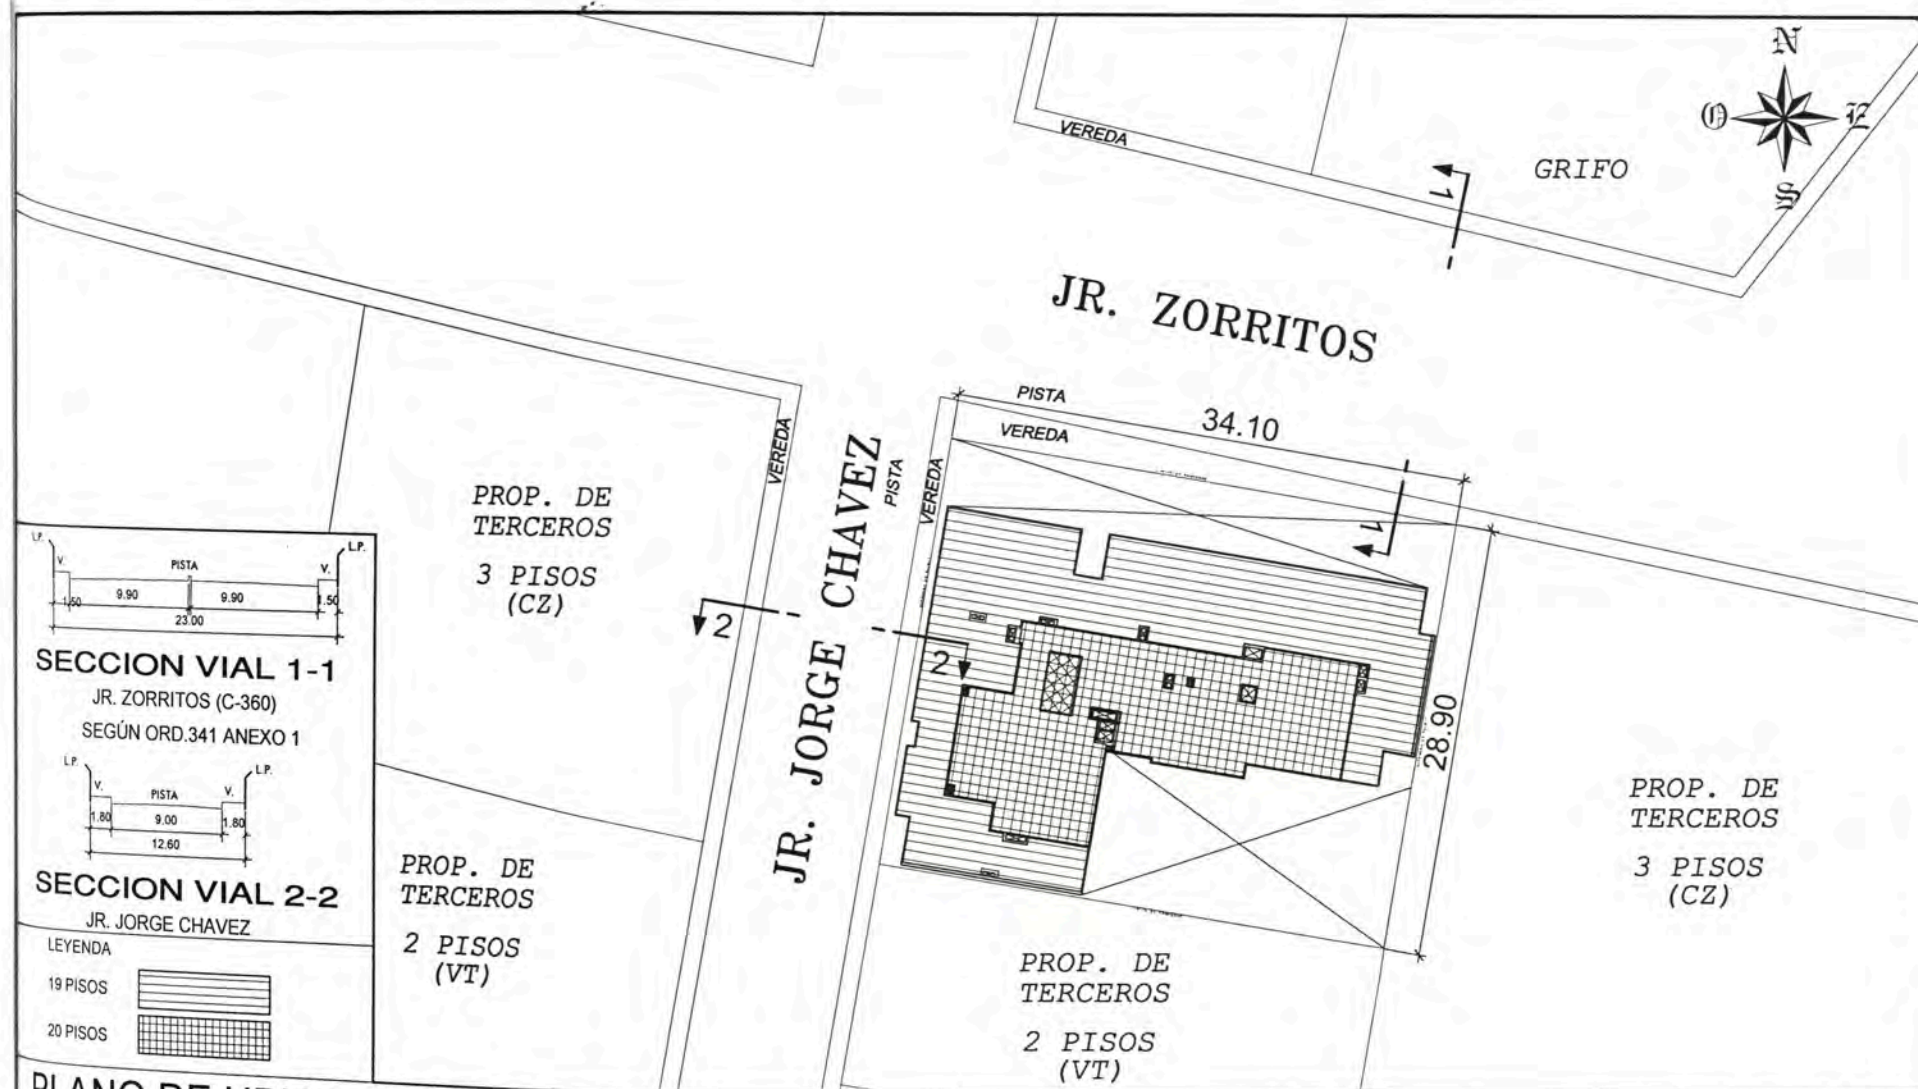 N
O
E
S
VEREDA
1
GRIFO
JR. ZORRITOS
PISTA
34.10
VEREDA
VEREDA
JR. JORGE CHAVEZ
PISTA
VEREDA
1
PROP. DE
TERCEROS
3 PISOS
(CZ)
2
2
28.90
L.P.
L.P.
V.
PISTA
V.
1.50
9.90
9.90
1.50
23.00
SECCION VIAL 1-1
JR. ZORRITOS (C-360)
SEGÚN ORD.341 ANEXO 1
L.P.
L.P.
V.
PISTA
V.
1.80
9.00
1.80
12.60
SECCION VIAL 2-2
JR. JORGE CHAVEZ
LEYENDA
19 PISOS
20 PISOS
PROP. DE
TERCEROS
2 PISOS
(VT)
PROP. DE
TERCEROS
2 PISOS
(VT)
PROP. DE
TERCEROS
3 PISOS
(CZ)
PLANO DE